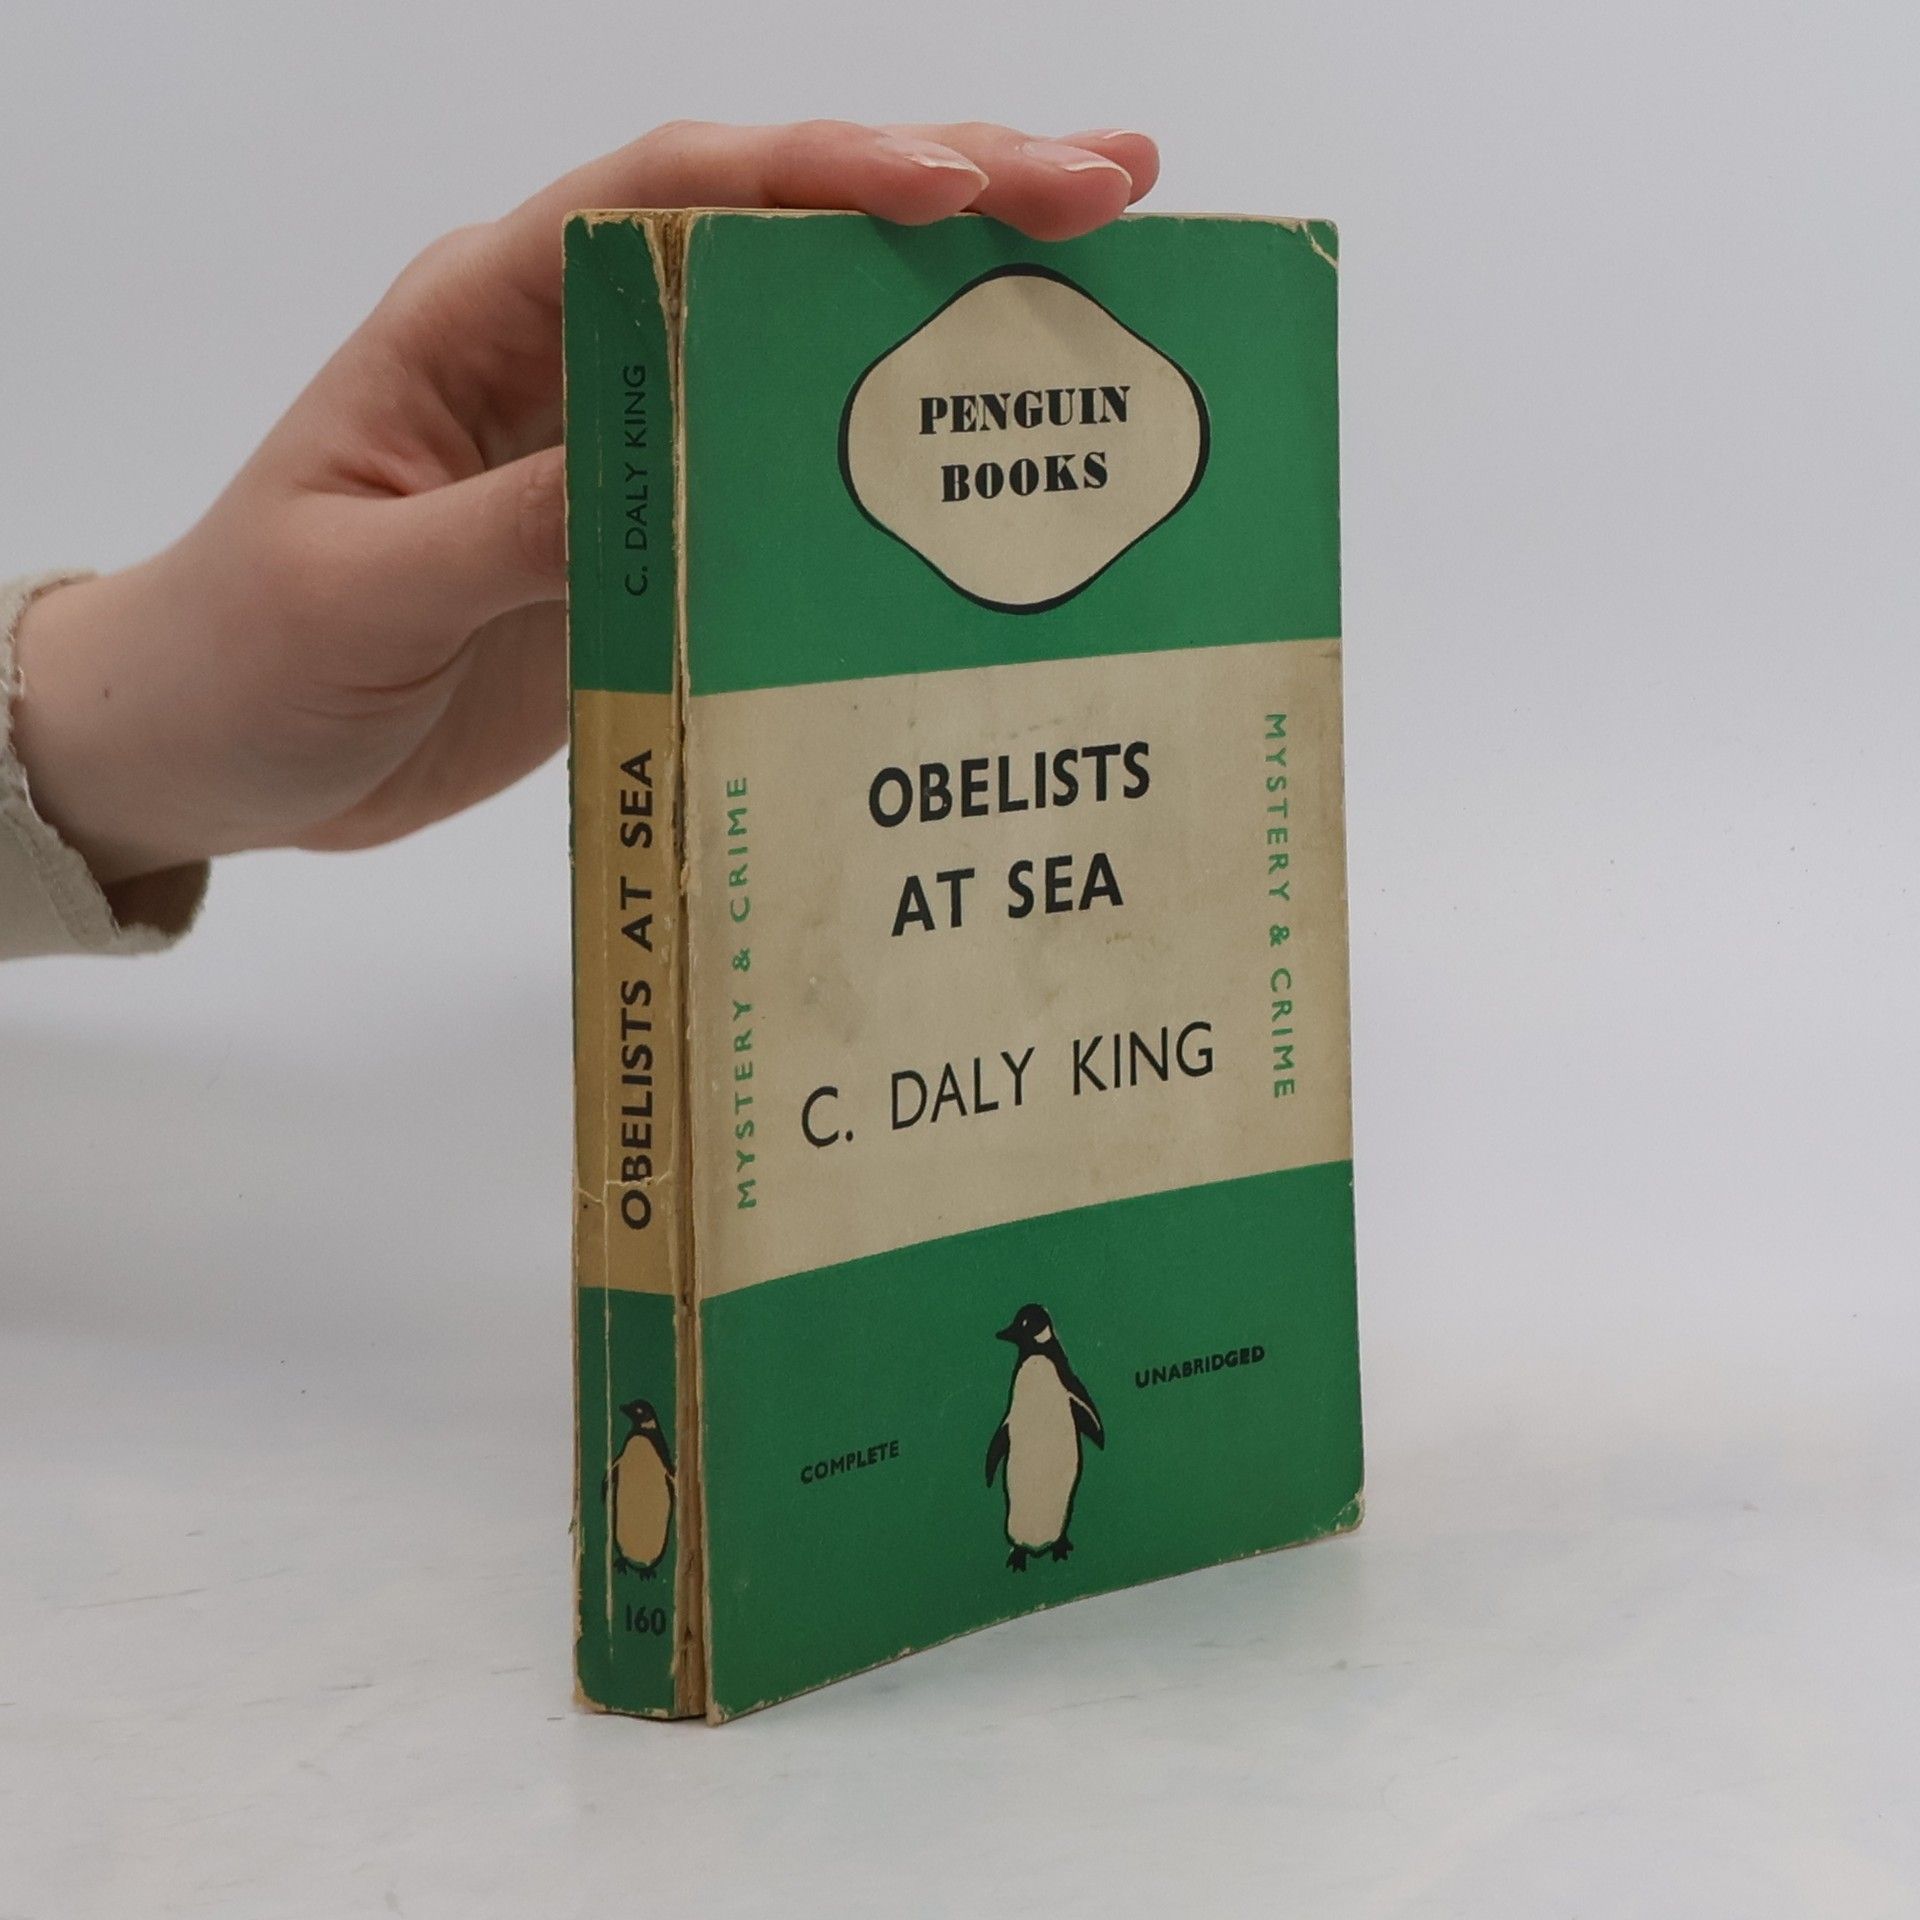 C. DALY KING
OBELISTS AT SEA
160
PENGUIN
BOOKS
MYSTERY & CRIME
OBELISTS
AT SEA
C. DALY KING
MYSTERY & CRIME
COMPLETE
UNABRIDGED